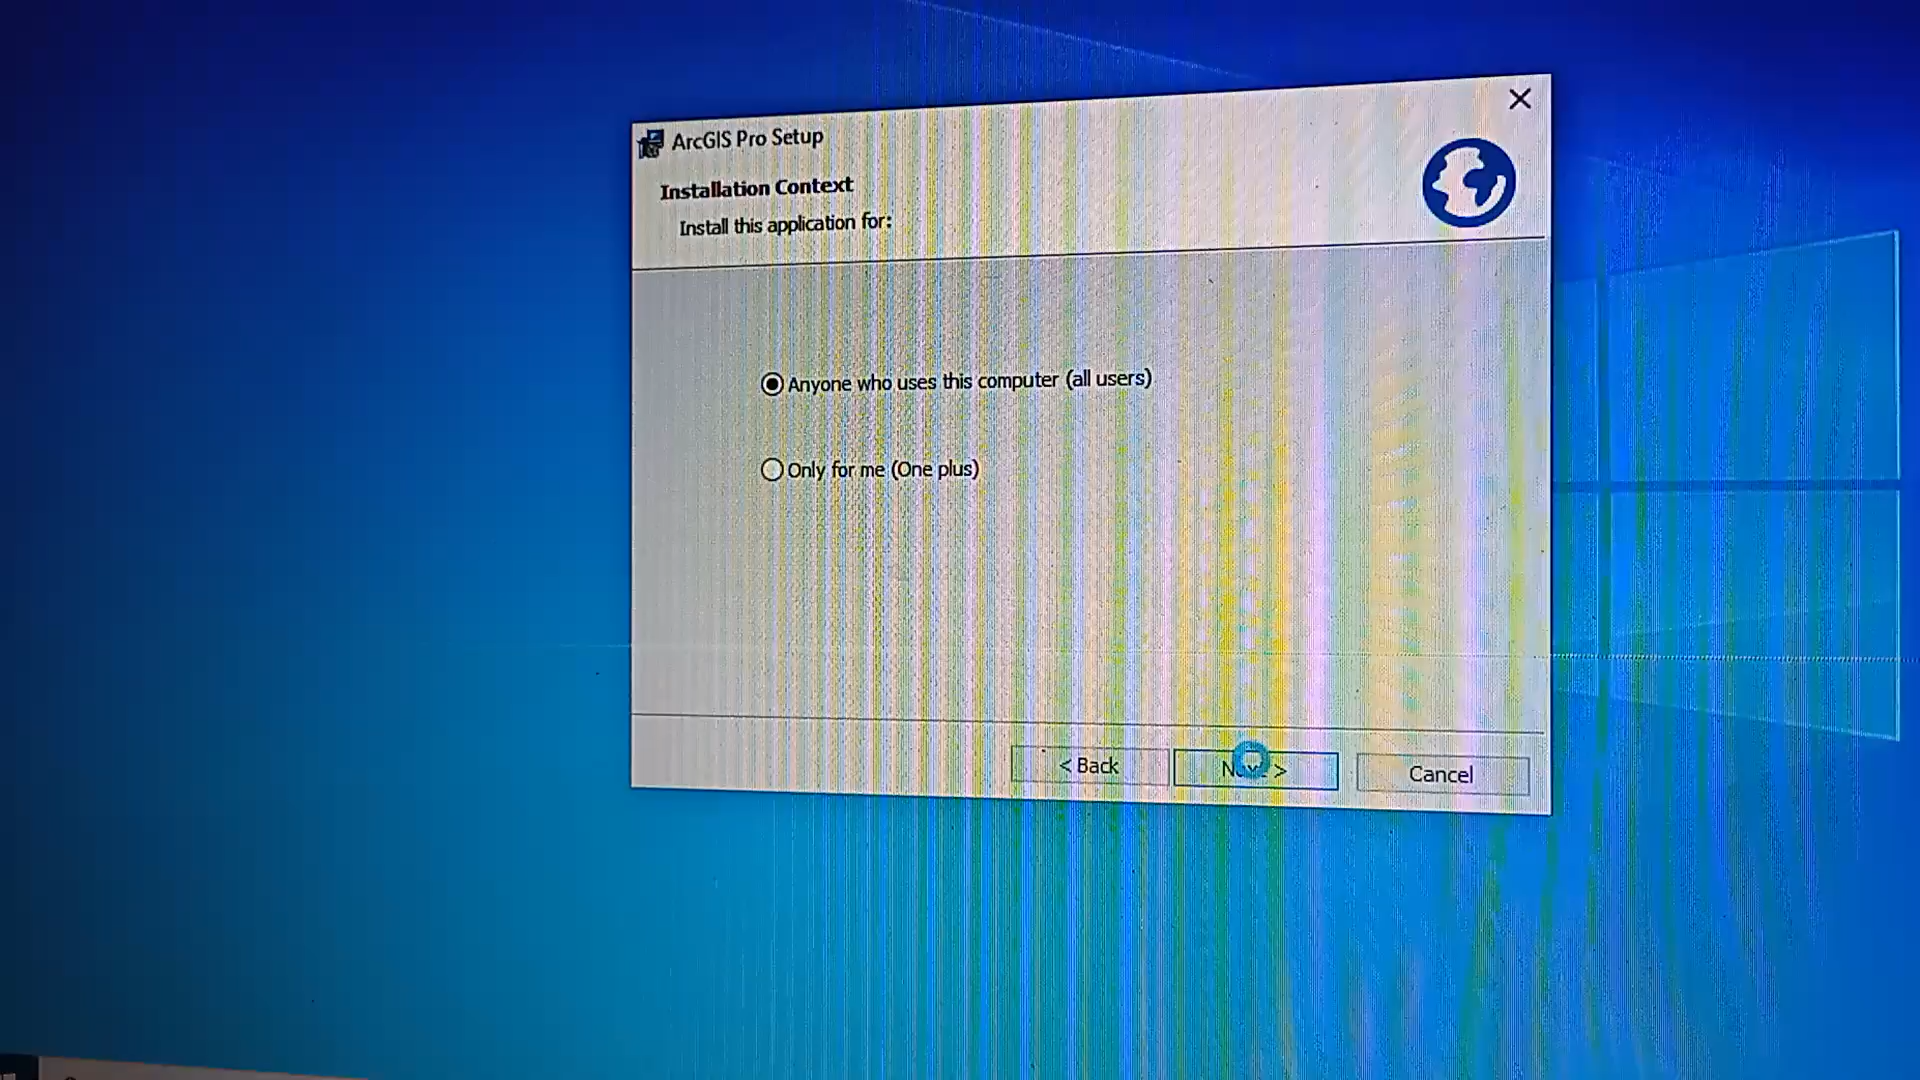 ArcGIS Pro Setup
Installation Context
Install this application for:
Anyone who uses this computer (all users)
Only for me (One plus)
< Back
>
Cancel